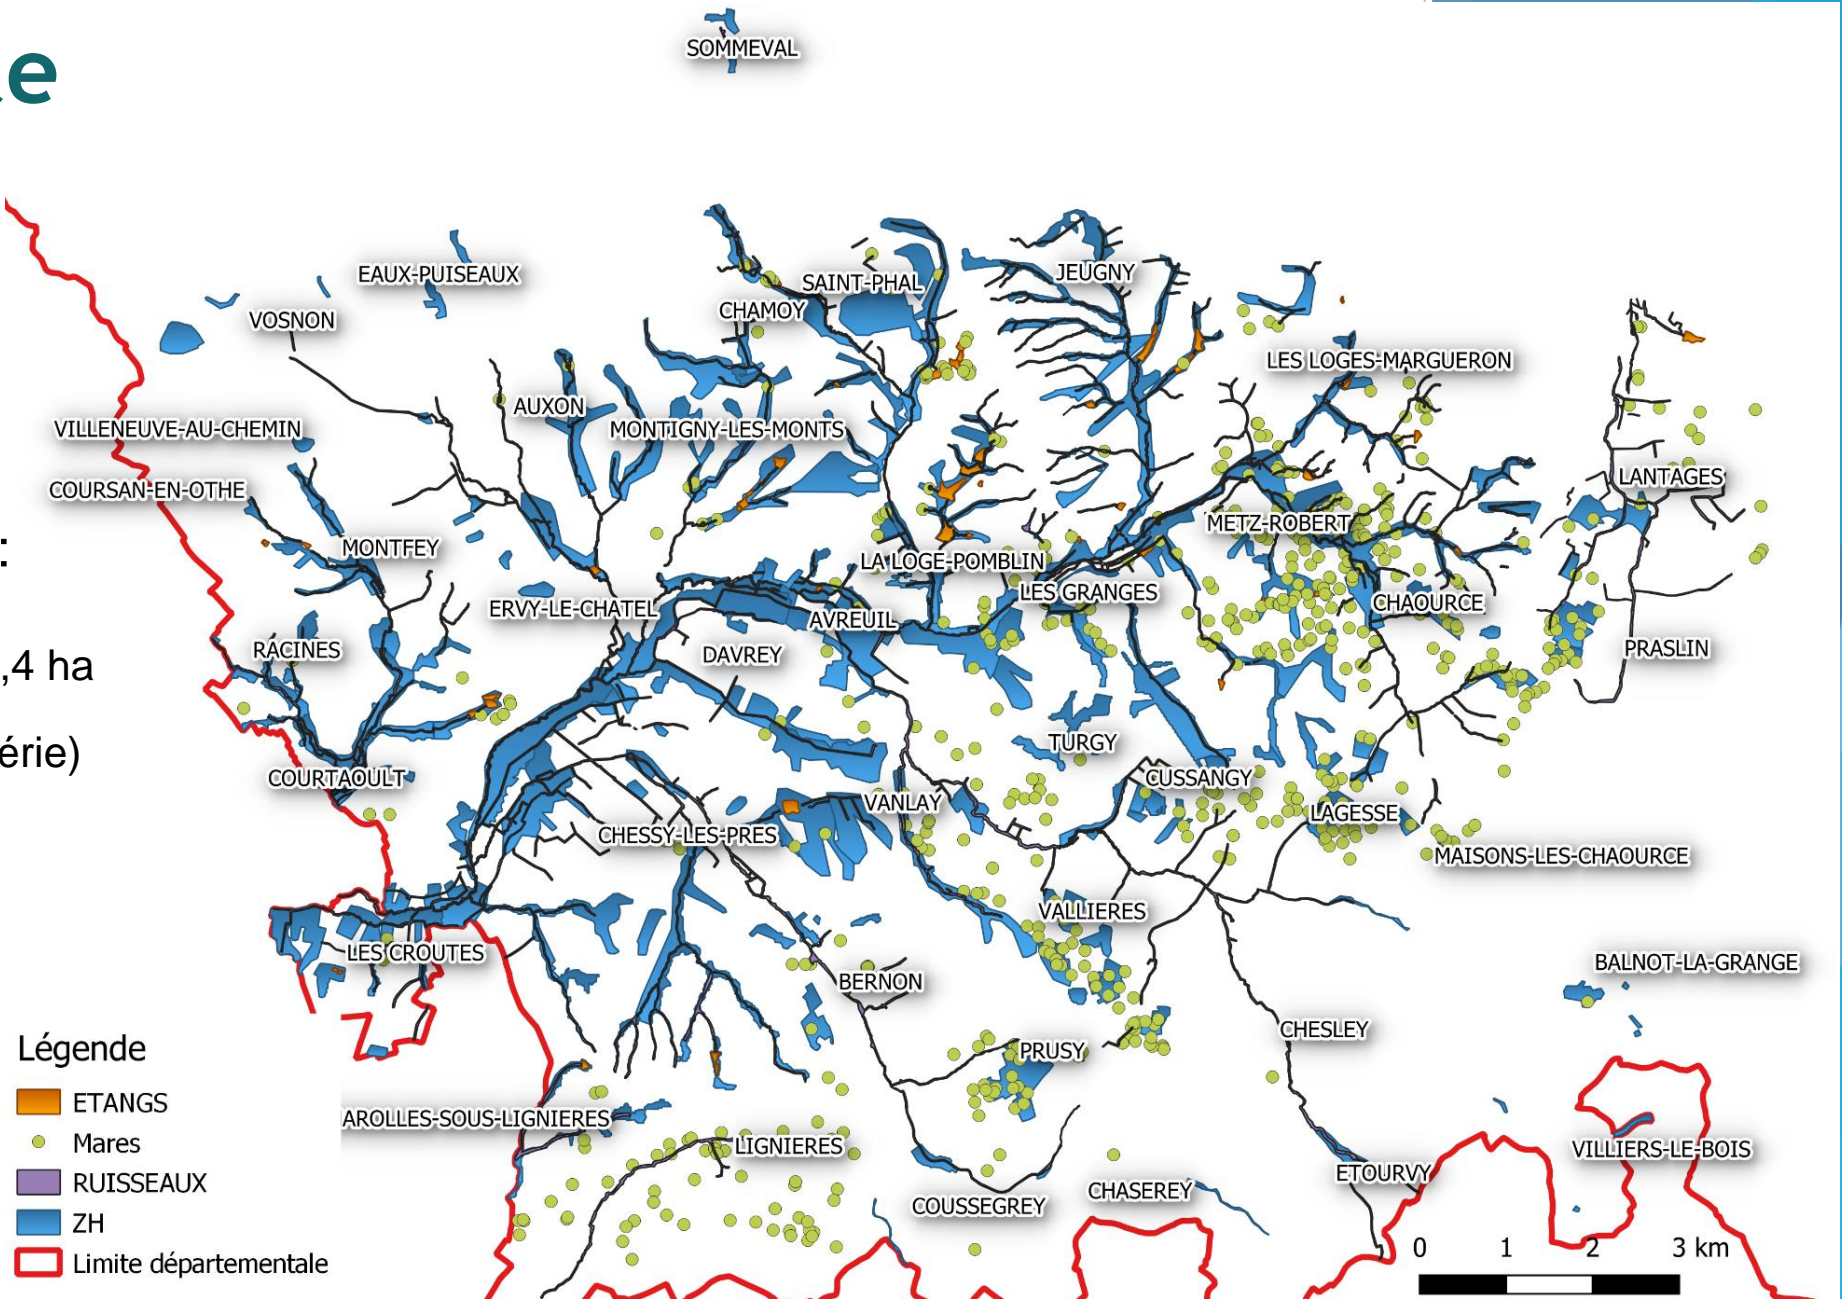 SOMMEVAL
EAUX-PUISEAUX
JEUGNY
SAINT-PHAL
CHAMOY
VOSNON
LES LOGES-MARGUERON
AUXON
VILLENEUVE-AU-CHEMIN
MONTIGNY-LES-MONTS
LANTAGES
COURSAN-EN-OTHE
METZ-ROBERT
MONTFEY
:
LA LOGE-POMBLIN
LES GRANGES
CHAOURCE
ERVY-LE-CHATEL
AVREUIL
RACINES
DAVREY
PRASLIN
,4 ha
TURGY
érie)
COURTAOULT
CUSSANGY
VANLAY
LAGESSE
CHESSY-LES-PRES
MAISONS-LES-CHAOURCE
VALLIERES
LES CROUTES
BALNOT-LA-GRANGE
BERNON
CHESLEY
PRUSY
AROLLES-SOUS-LIGNIERES
LIGNIERES
VILLIERS-LE-BOIS
ETOURVY
CHASEREY
COUSSEGREY
Légende
ETANGS
Mares
RUISSEAUX
ZH
Limite départementale
0 1 2 3 km